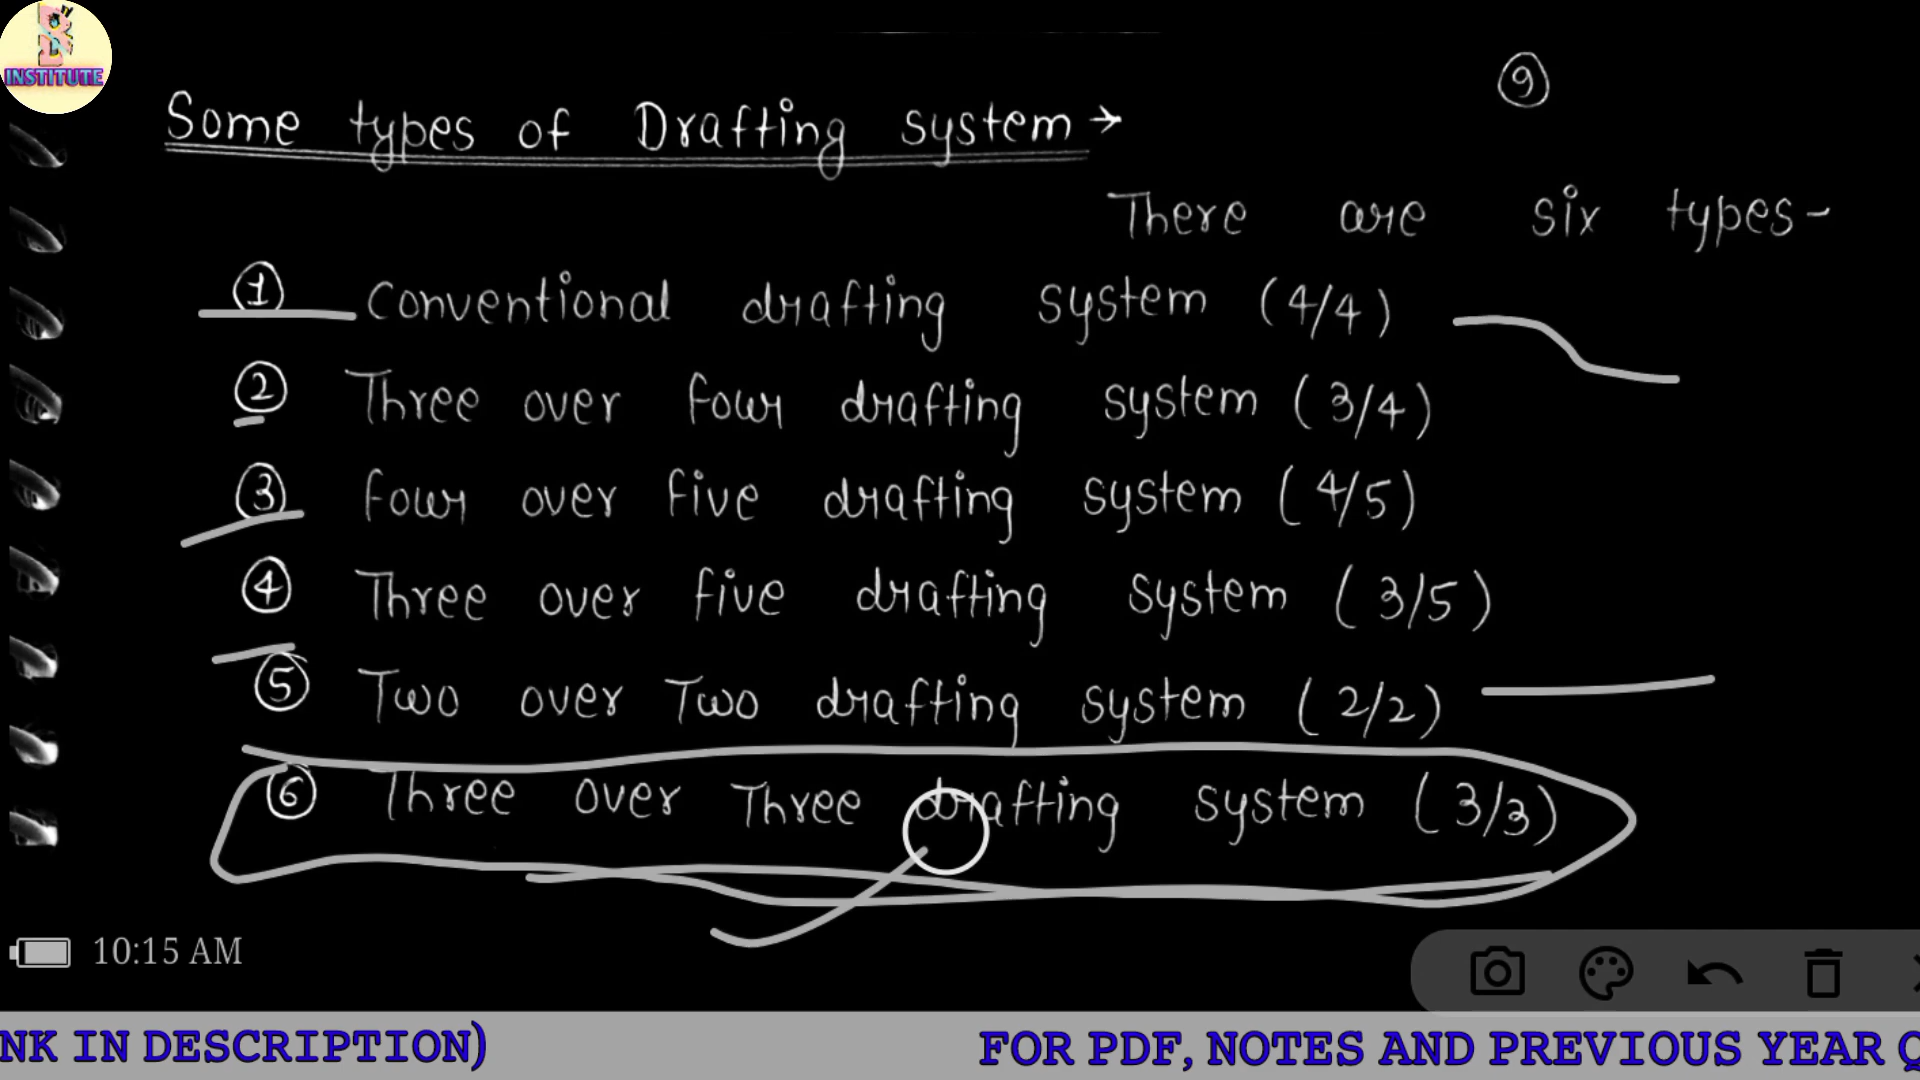 INSTITUTE
9
Some types of Drafting system →
There are six types-
1 Conventional drafting system (4/4)
2 Three over four drafting system (3/4)
3 four over five drafting system (4/5)
4 Three over five drafting system (3/5)
5 Two over Two drafting system (2/2)
6 Three over Three drafting system (3/3)
10:15 AM
NK IN DESCRIPTION) FOR PDF, NOTES AND PREVIOUS YEAR Q